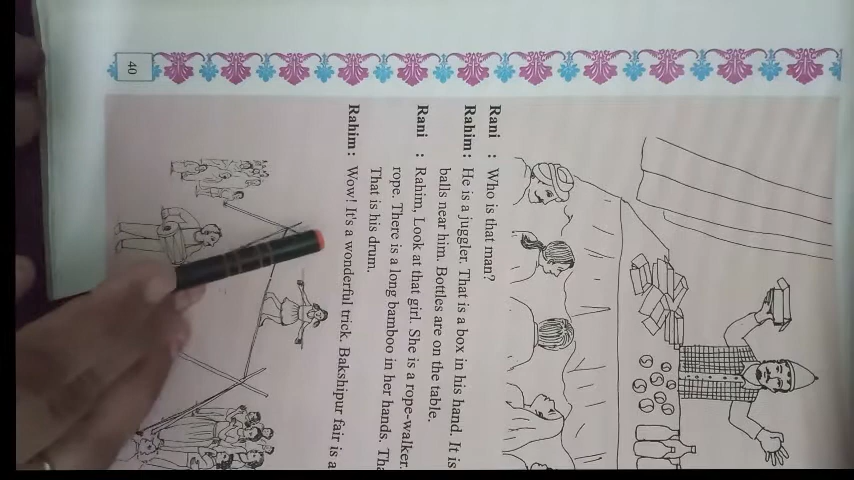 Rani : Who is that man?
Rahim : He is a juggler. That is a box in his hand. It is
balls near him. Bottles are on the table.
Rani : Rahim, Look at that girl. She is a rope-walker.
rope. There is a long bamboo in her hands.
That is his drum.
Rahim : Wow! It's a wonderful trick. Bakshipur fair is a
40